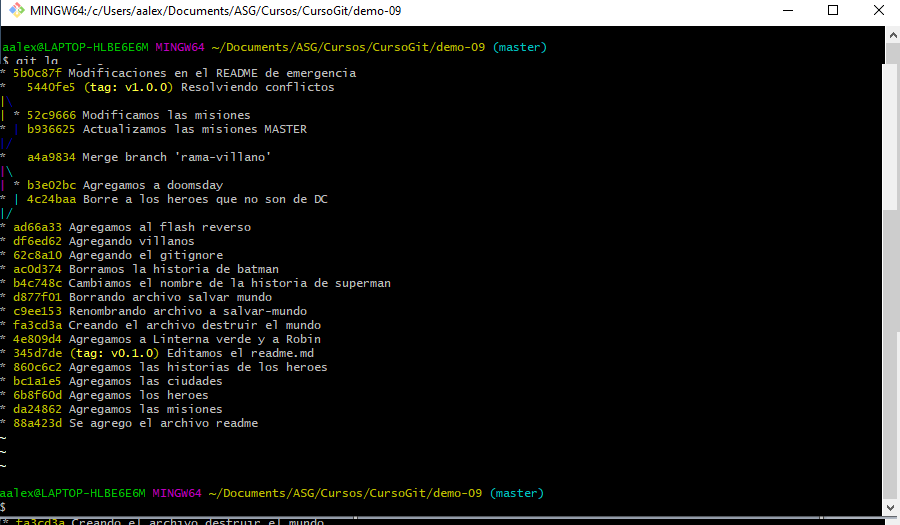 MINGW64:/c/Users/aalex/Documents/ASG/Cursos/CursoGit/demo-09
aalex@LAPTOP-HLBE6E6M MINGW64 ~/Documents/ASG/Cursos/CursoGit/demo-09 (master)
$ git lg
* 5b0c87f Modificaciones en el README de emergencia
*   5440fe5 (tag: v1.0.0) Resolviendo conflictos
|\
| * 52c9666 Modificamos las misiones
* | b936625 Actualizamos las misiones MASTER
|/
*   a4a9834 Merge branch 'rama-villano'
|\
| * b3e02bc Agregamos a doomsday
* | 4c24baa Borre a los heroes que no son de DC
|/
* ad66a33 Agregamos al flash reverso
* df6ed62 Agregando villanos
* 62c8a10 Agregando el gitignore
* ac0d374 Borramos la historia de batman
* b4c748c Cambiamos el nombre de la historia de superman
* d877f01 Borrando archivo salvar mundo
* c9ee153 Renombrando archivo a salvar-mundo
* fa3cd3a Creando el archivo destruir el mundo
* 4e809d4 Agregamos a Linterna verde y a Robin
* 345d7de (tag: v0.1.0) Editamos el readme.md
* 860c6c2 Agregamos las historias de los heroes
* bc1a1e5 Agregamos las ciudades
* 6b8f60d Agregamos los heroes
* da24862 Agregamos las misiones
* 88a423d Se agrego el archivo readme
~
~
~
aalex@LAPTOP-HLBE6E6M MINGW64 ~/Documents/ASG/Cursos/CursoGit/demo-09 (master)
$
* fa3cd3a Creando el archivo destruir el mundo